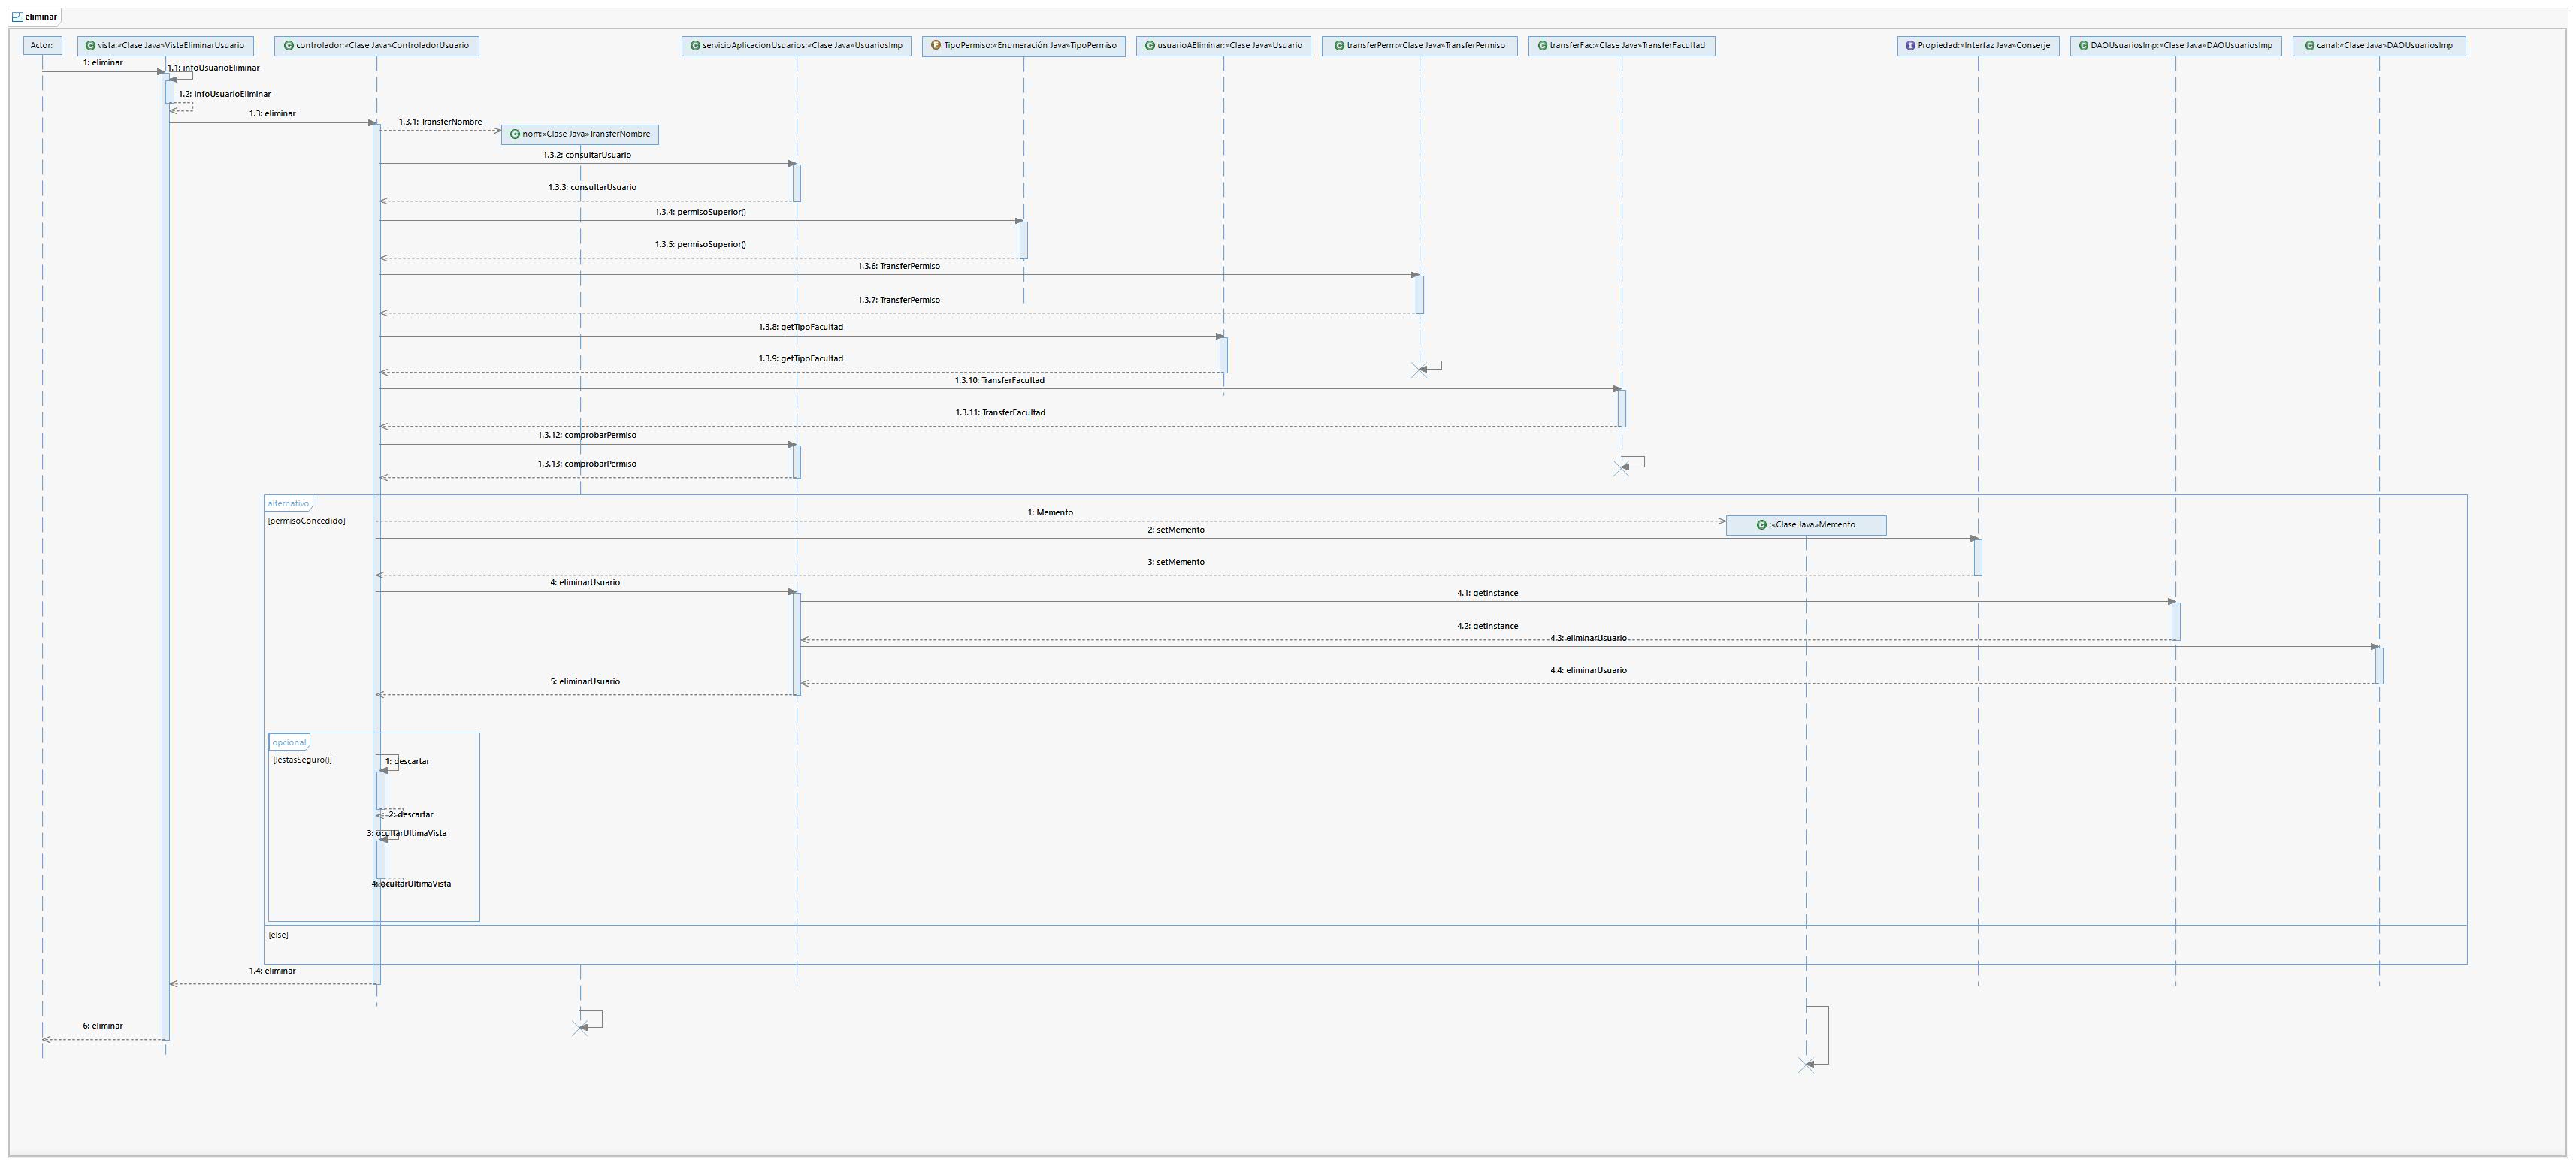 eliminar
Actor:
vista:«Clase Java»VistaEliminarUsuario
controlador:«Clase Java»ControladorUsuario
servicioAplicacionUsuarios:«Clase Java»UsuariosImp
TipoPermiso:«Enumeración Java»TipoPermiso
usuarioAEliminar:«Clase Java»Usuario
transferPerm:«Clase Java»TransferPermiso
transferFac:«Clase Java»TransferFacultad
Propiedad:«Interfaz Java»Conserje
DAOUsuariosImp:«Clase Java»DAOUsuariosImp
canal:«Clase Java»DAOUsuariosImp
1: eliminar
1.1: infoUsuarioEliminar
1.2: infoUsuarioEliminar
1.3: eliminar
1.3.1: TransferNombre
nom:«Clase Java»TransferNombre
1.3.2: consultarUsuario
1.3.3: consultarUsuario
1.3.4: permisoSuperior()
1.3.5: permisoSuperior()
1.3.6: TransferPermiso
1.3.7: TransferPermiso
1.3.8: getTipoFacultad
1.3.9: getTipoFacultad
1.3.10: TransferFacultad
1.3.11: TransferFacultad
1.3.12: comprobarPermiso
1.3.13: comprobarPermiso
alternativo
[permisoConcedido]
1: Memento
:«Clase Java»Memento
2: setMemento
3: setMemento
4: eliminarUsuario
4.1: getInstance
4.2: getInstance
4.3: eliminarUsuario
4.4: eliminarUsuario
5: eliminarUsuario
opcional
[!estasSeguro()]
1: descartar
2: descartar
3: ocultarUltimaVista
4: ocultarUltimaVista
[else]
1.4: eliminar
6: eliminar